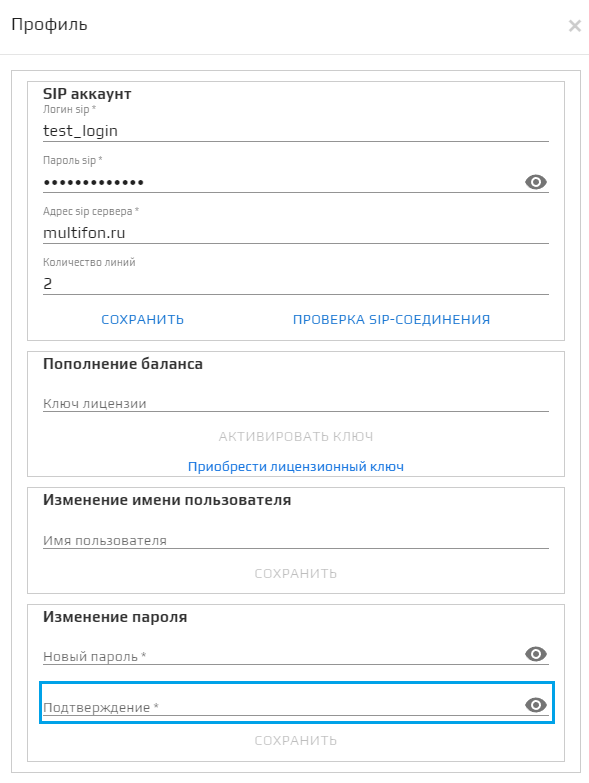 Профиль
SIP аккаунт
Логин sip *
test_login
Пароль sip *
•••••••••••••
Адрес sip сервера *
multifon.ru
Количество линий
2
СОХРАНИТЬ ПРОВЕРКА SIP-СОЕДИНЕНИЯ
Пополнение баланса
Ключ лицензии
АКТИВИРОВАТЬ КЛЮЧ
Приобрести лицензионный ключ
Изменение имени пользователя
Имя пользователя
СОХРАНИТЬ
Изменение пароля
Новый пароль *
Подтверждение *
СОХРАНИТЬ